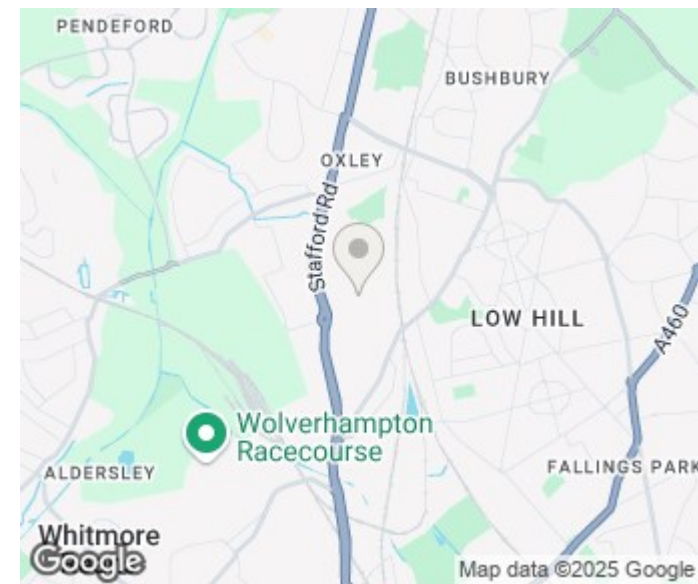 PENDEFORD
BUSHBURY
OXLEY
Stafford Rd
LOW HILL
A460
Wolverhampton
Racecourse
ALDERSLEY
FALLINGS PARK
Whitmore
Google
Map data ©2025 Google